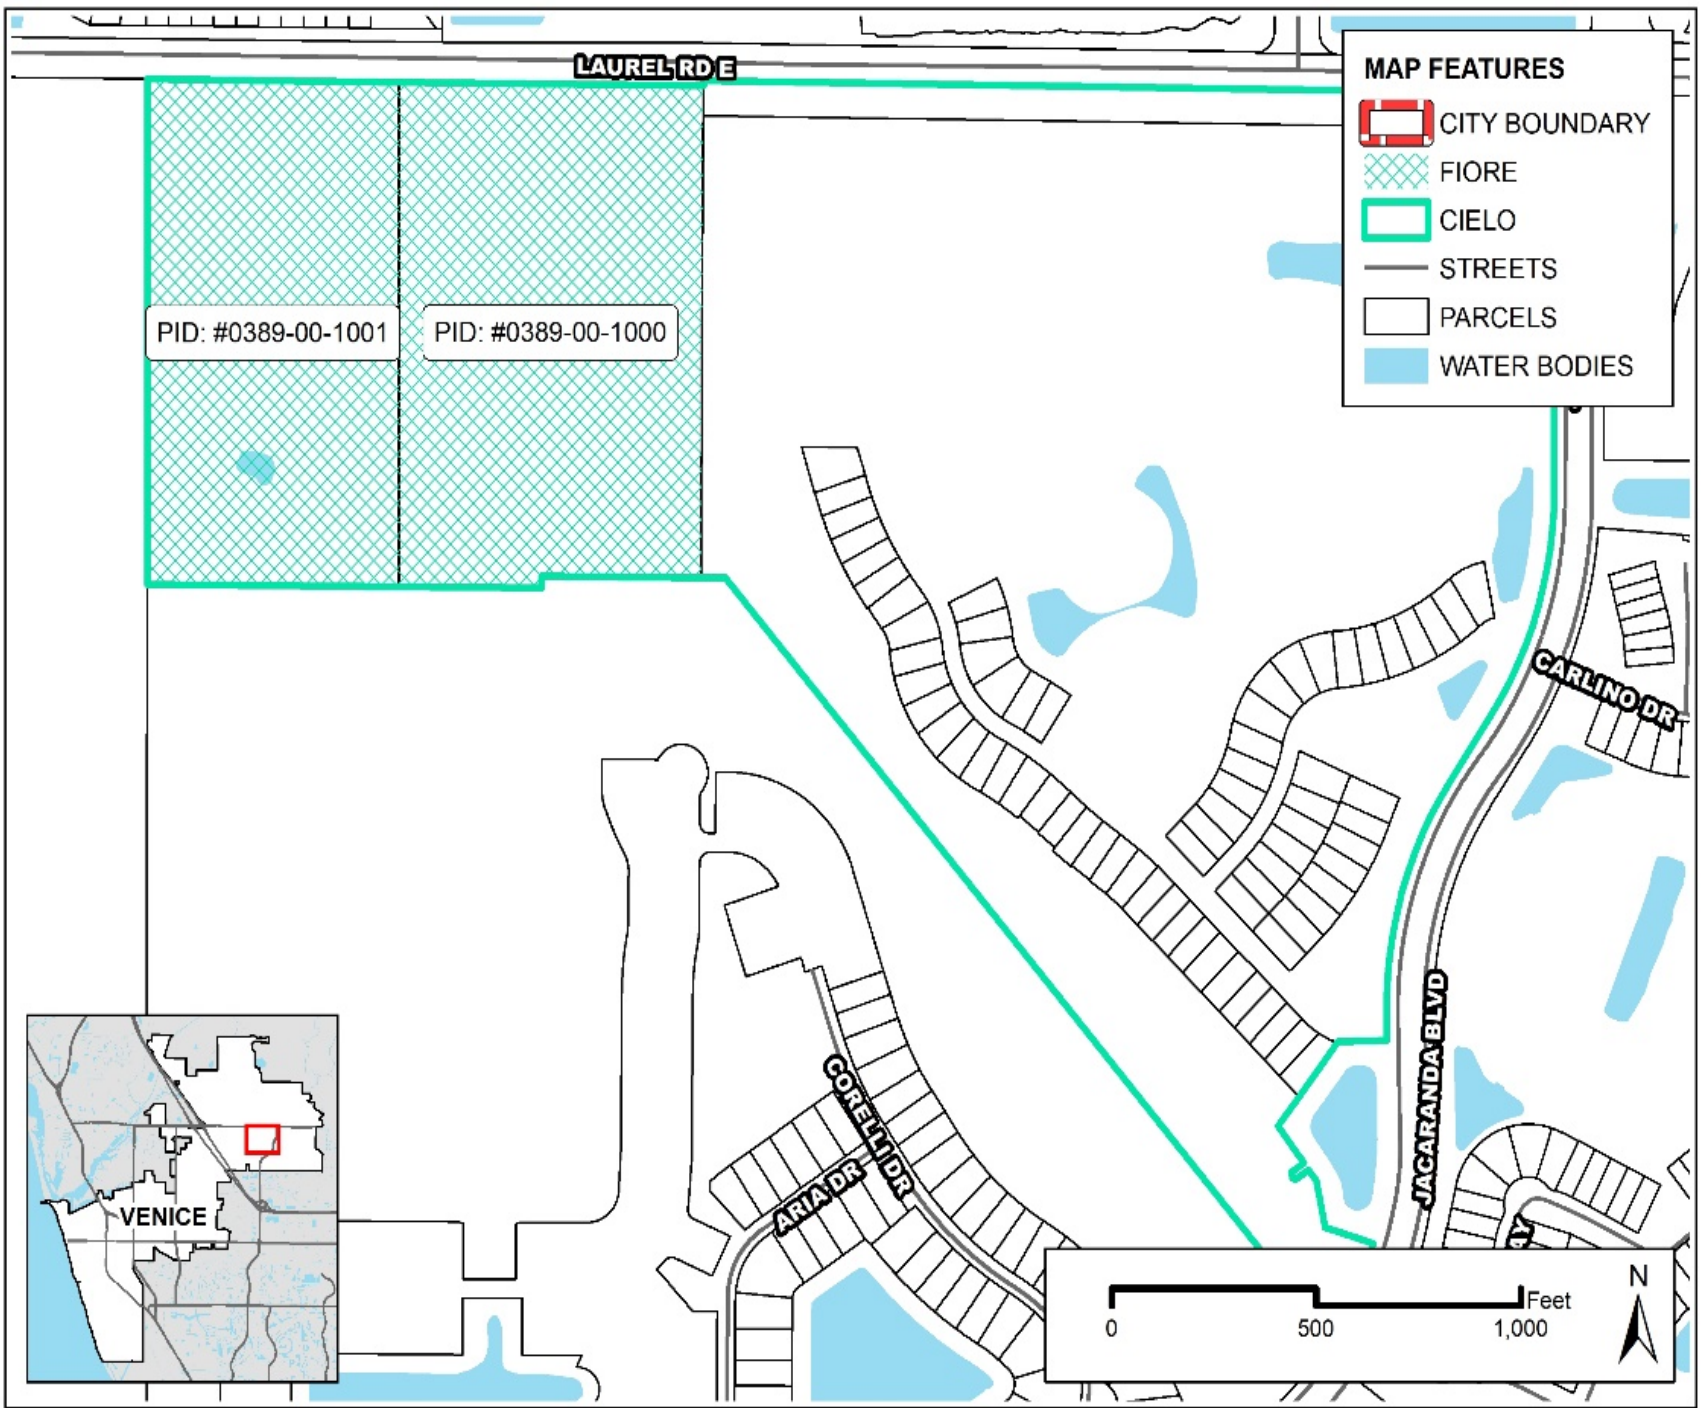 LAUREL RD E
MAP FEATURES
CITY BOUNDARY
FIORE
CIELO
STREETS
PARCELS
WATER BODIES
PID: #0389-00-1001
PID: #0389-00-1000
CARLINO DR
JACARANDA BLVD
CORELLI DR
ARIA DR
VENICE
N
Feet
0 500 1,000